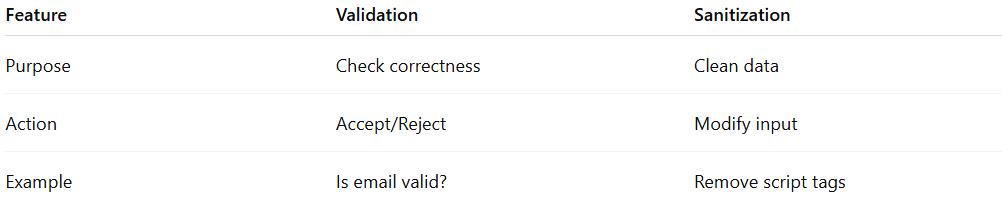 Feature Validation Sanitization
Purpose Check correctness Clean data
Action Accept/Reject Modify input
Example Is email valid? Remove script tags